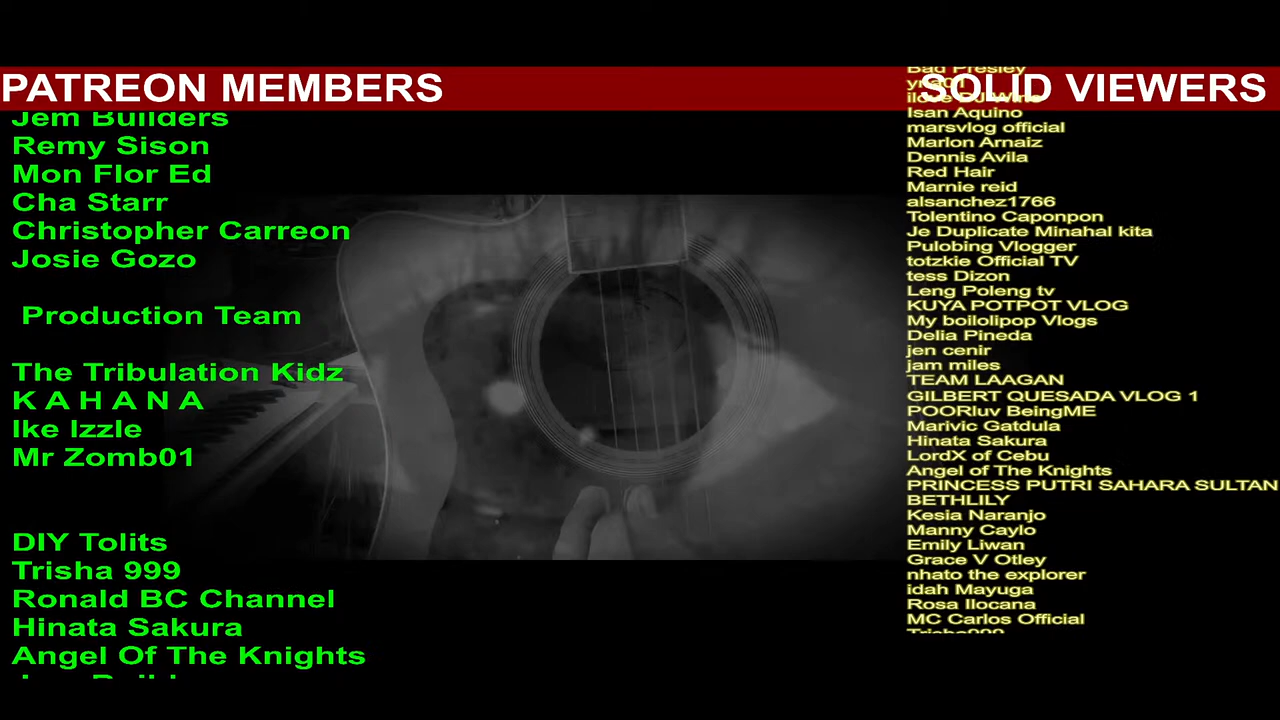 PATREON MEMBERS
Jem Builders
Remy Sison
Mon Flor Ed
Cha Starr
Christopher Carreon
Josie Gozo
Production Team
The Tribulation Kidz
K A H A N A
Ike Izzle
Mr Zomb01
DIY Tolits
Trisha 999
Ronald BC Channel
Hinata Sakura
Angel Of The Knights
SOLID VIEWERS
Bad Presley
Isan Aquino
marsvlog official
Marlon Arnaiz
Dennis Avila
Red Hair
Marnie reid
alsanchez1766
Tolentino Caponpon
Je Duplicate Minahal kita
Pulobing Vlogger
totzkie Official TV
tess Dizon
Leng Poleng tv
KUYA POTPOT VLOG
My boilolipop Vlogs
Delia Pineda
jen cenir
jam miles
TEAM LAAGAN
GILBERT QUESADA VLOG 1
POORluv BeingME
Marivic Gatdula
Hinata Sakura
LordX of Cebu
Angel of The Knights
PRINCESS PUTRI SAHARA SULTAN
BETHLILY
Kesia Naranjo
Manny Caylo
Emily Liwan
Grace V Otley
nhato the explorer
idah Mayuga
Rosa Ilocana
MC Carlos Official
Trisha999